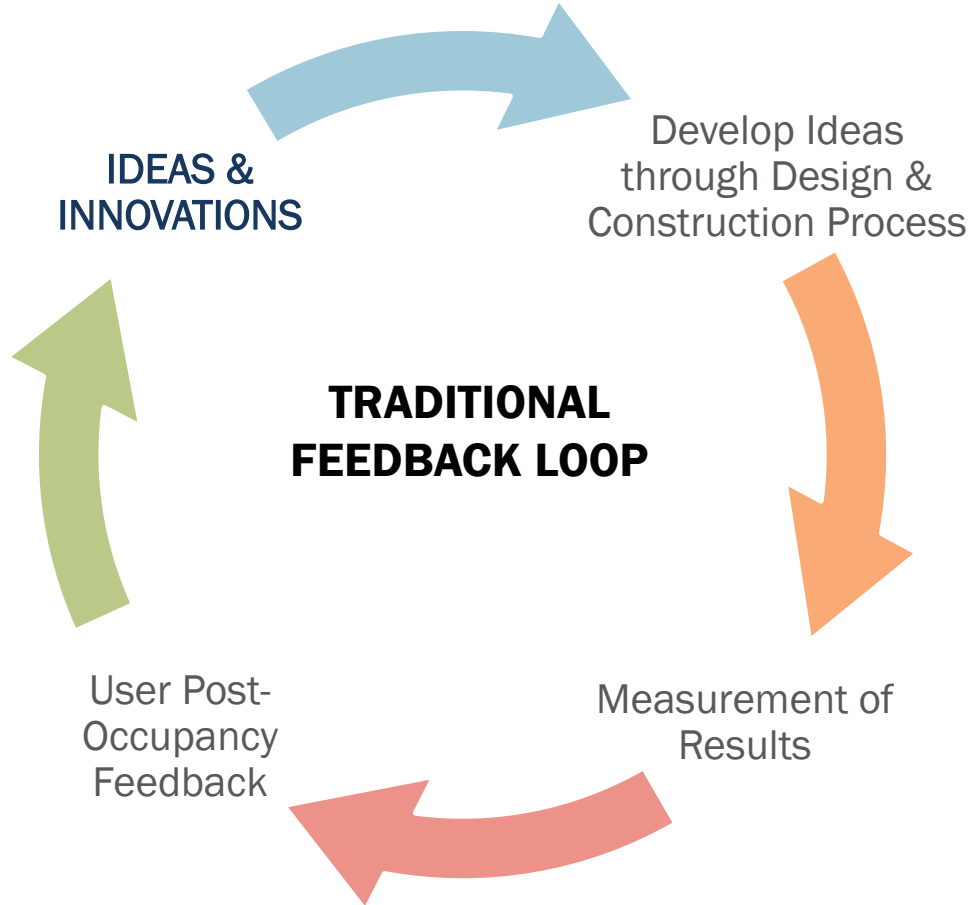 IDEAS &
INNOVATIONS
Develop Ideas
through Design &
Construction Process
TRADITIONAL
FEEDBACK LOOP
Measurement of
Results
User Post-
Occupancy
Feedback